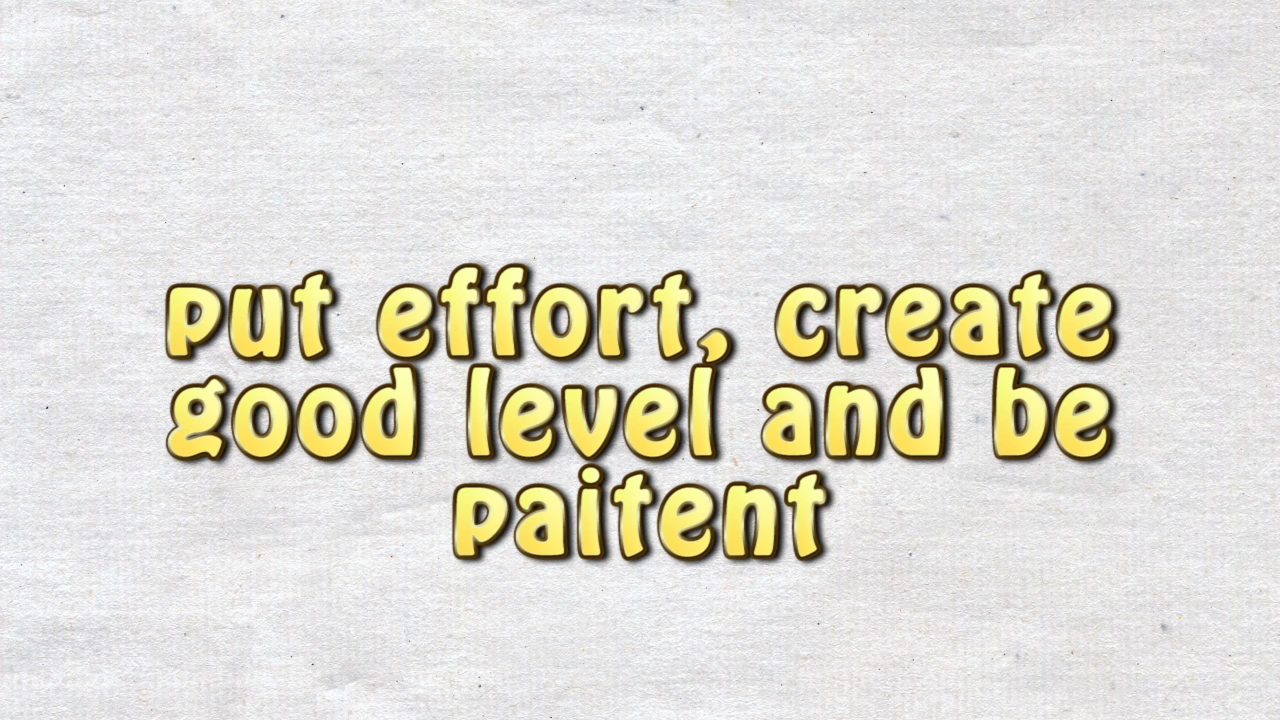 put effort, create
good level and be
paitent